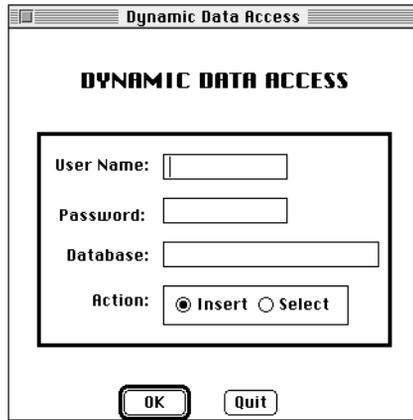 Dynamic Data Access
DYNAMIC DATA ACCESS
User Name:
Password:
Database:
Action: Insert Select
OK Quit